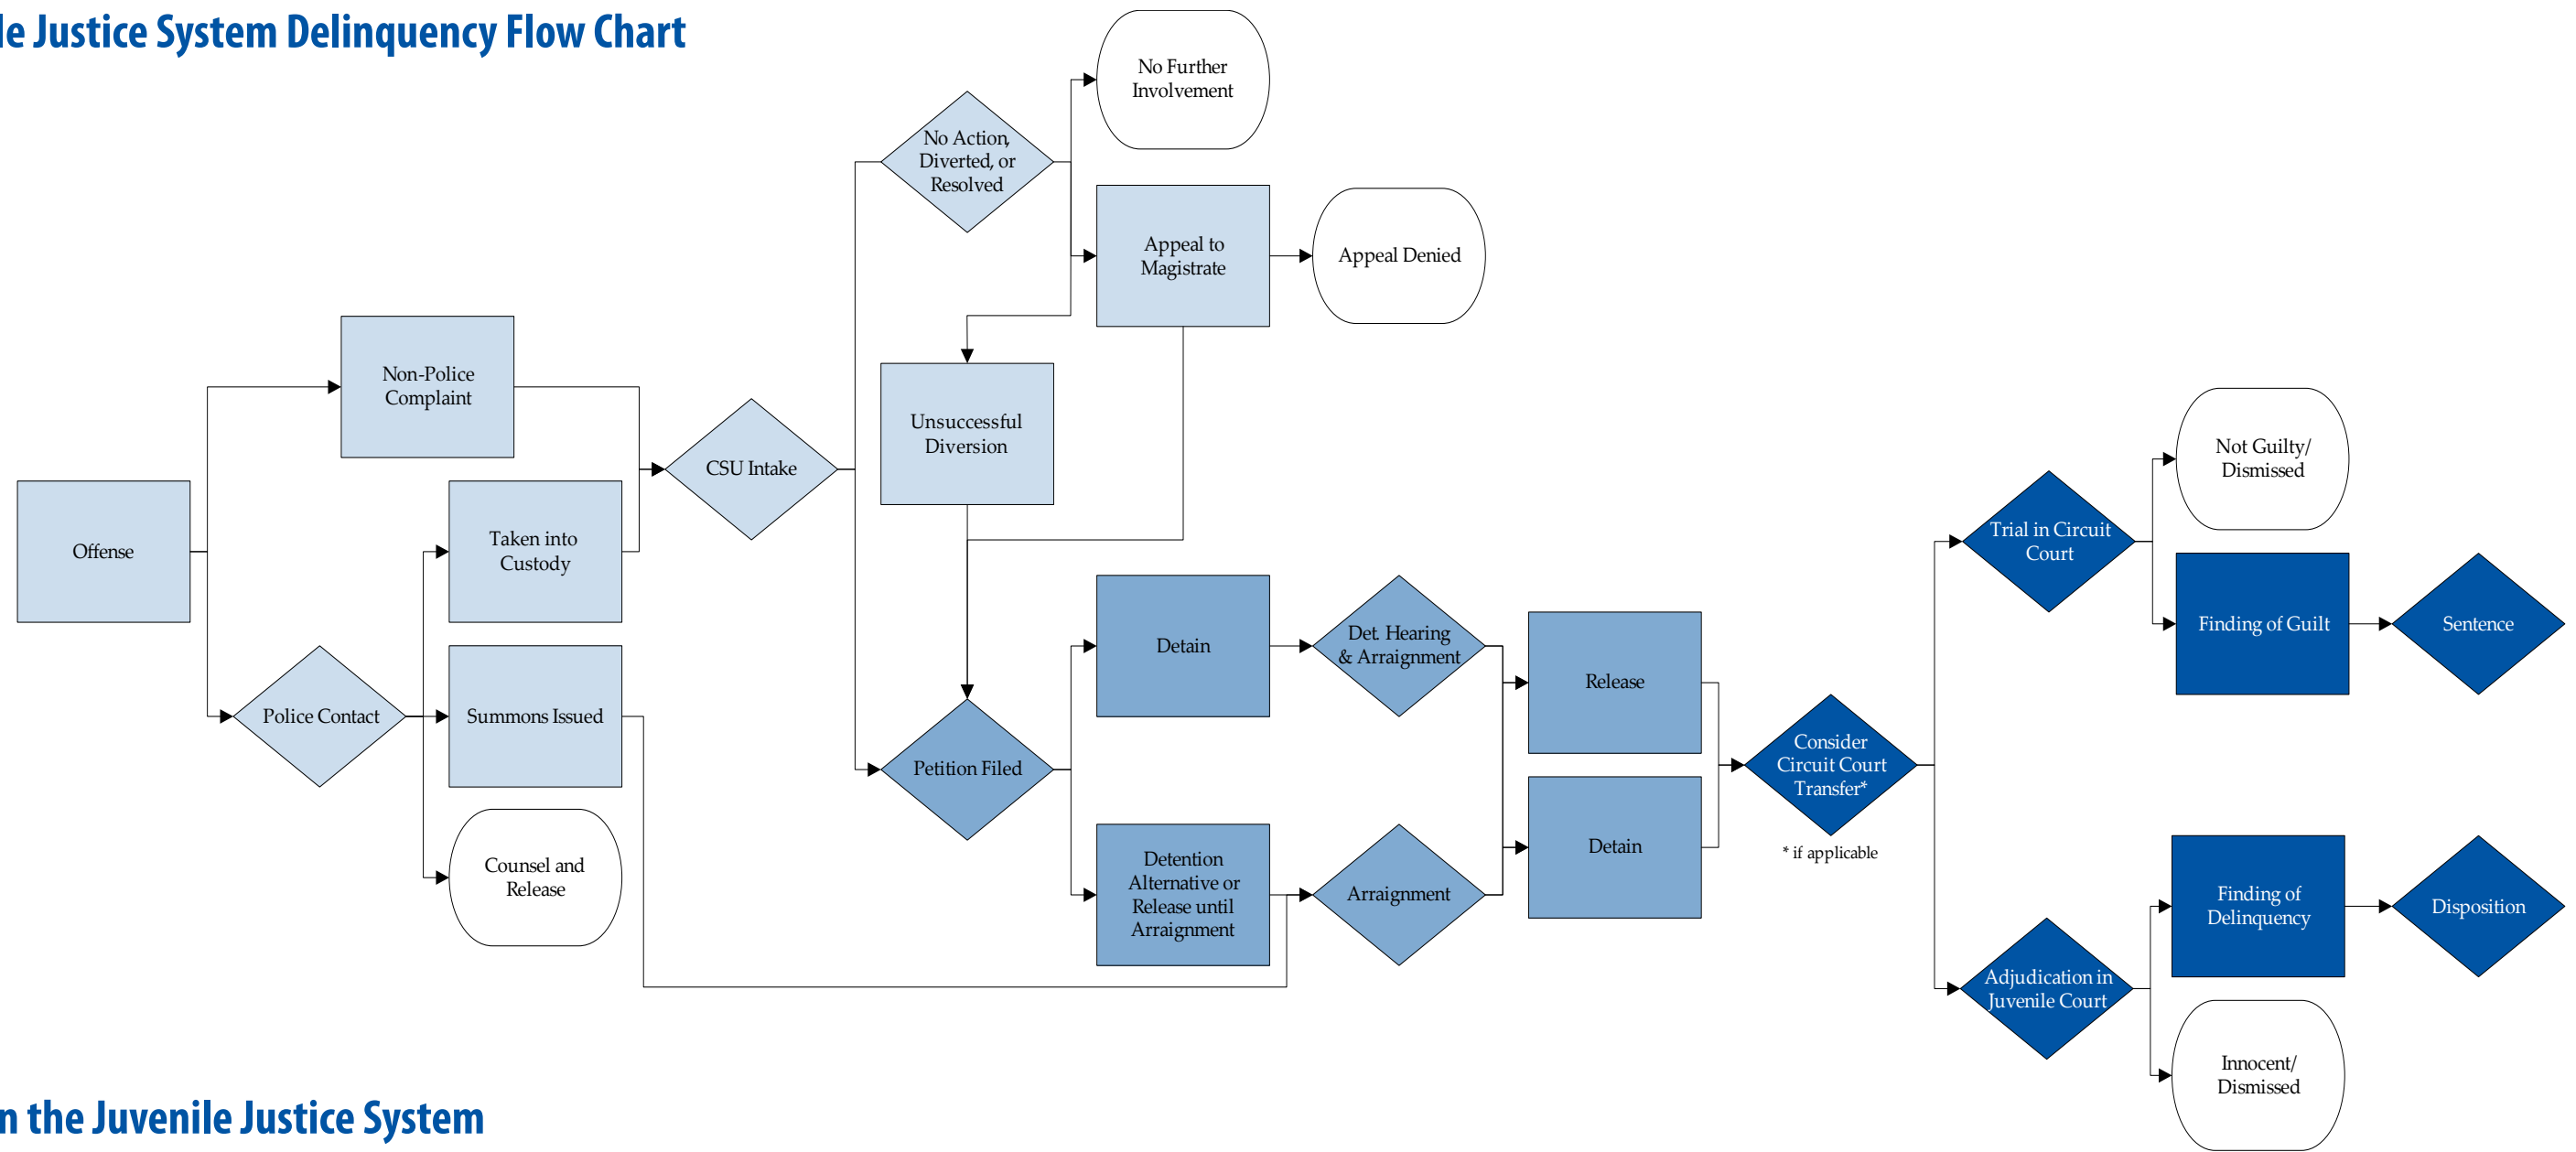 le Justice System Delinquency Flow Chart
No Further
Involvement
No Action,
Diverted, or
Resolved
Appeal to
Magistrate
Appeal Denied
Non-Police
Complaint
Unsuccessful
Diversion
CSU Intake
Offense
Taken into
Custody
Police Contact
Summons Issued
Counsel and
Release
Petition Filed
Detain
Det. Hearing
& Arraignment
Detention
Alternative or
Release until
Arraignment
Arraignment
Release
Detain
Consider
Circuit Court
Transfer*
* if applicable
Trial in Circuit
Court
Not Guilty/
Dismissed
Finding of Guilt
Sentence
Adjudication in
Juvenile Court
Finding of
Delinquency
Disposition
Innocent/
Dismissed
n the Juvenile Justice System